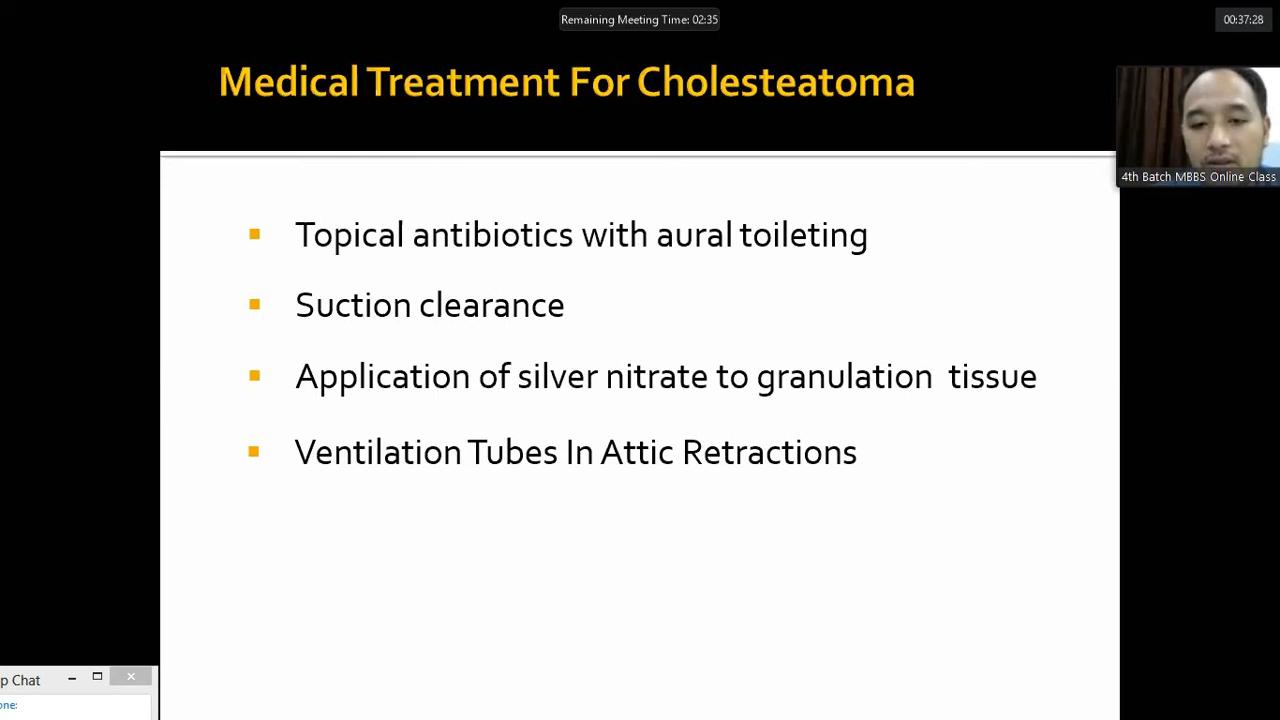 Remaining Meeting Time: 02:35
00:37:28
Medical Treatment For Cholesteatoma
4th Batch MBBS Online Class
Topical antibiotics with aural toileting
Suction clearance
Application of silver nitrate to granulation tissue
Ventilation Tubes In Attic Retractions
p Chat
one: